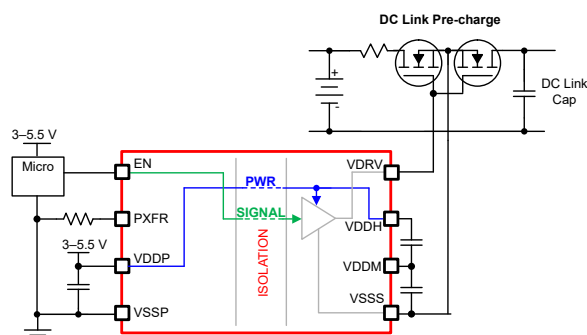 DC Link Pre-charge
+
-
DC Link
Cap
3–5.5 V
Micro
EN
VDRV
PWR
PXFR
SIGNAL
VDDH
3–5.5 V
VDDP
ISOLATION
VDDM
VSSP
VSSS